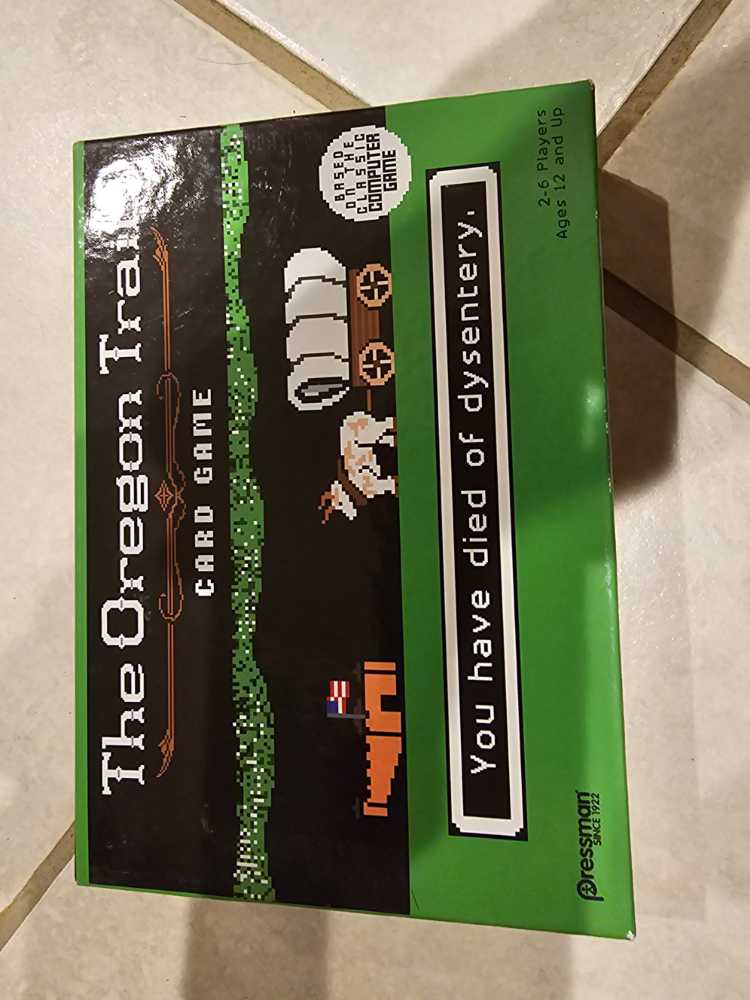 The Oregon Trail
CARD GAME
BASED
ON THE
CLASSIC
COMPUTER
GAME
You have died of dysentery.
Pressman
SINCE 1922
2-6 Players
Ages 12 and Up